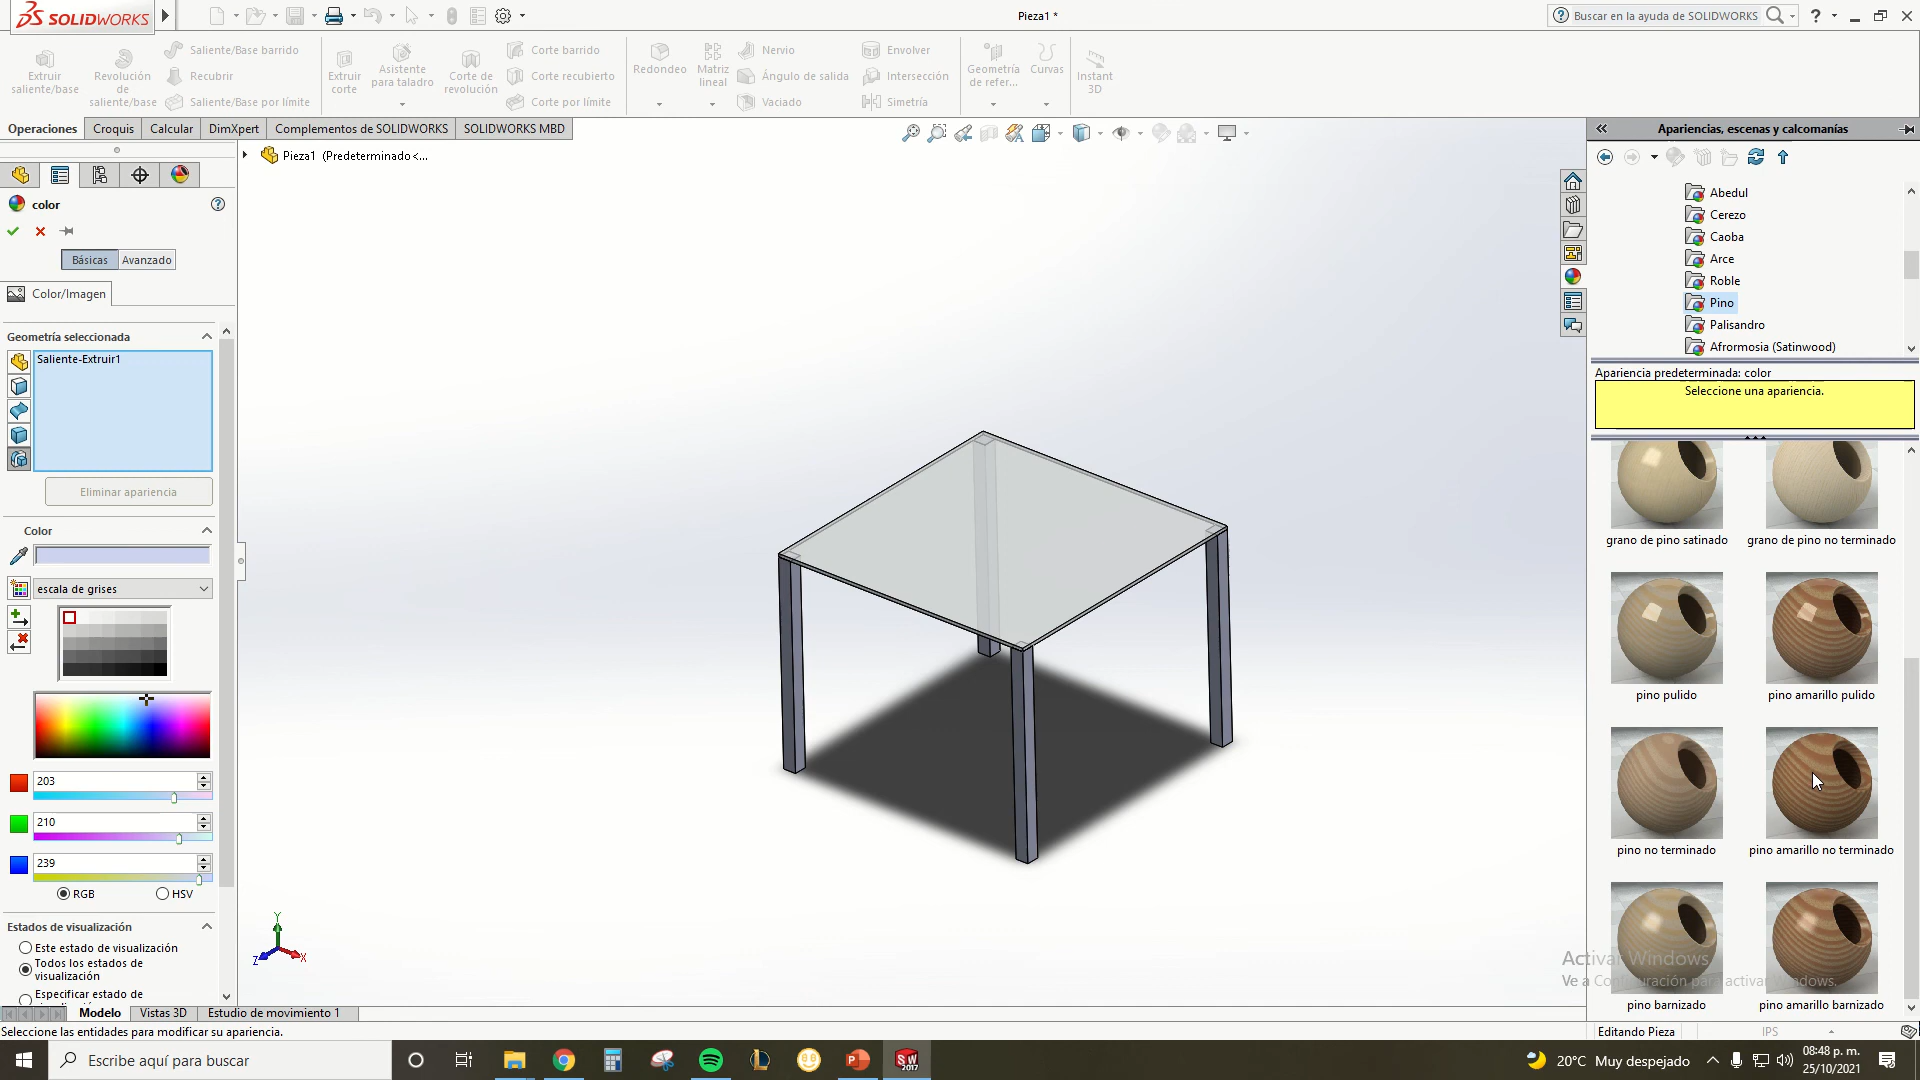 SOLIDWORKS
Pieza1 *
Buscar en la ayuda de SOLIDWORKS
?
Extruir saliente/base
Revolución de saliente/base
Saliente/Base barrido
Recubrir
Saliente/Base por límite
Extruir corte
Asistente para taladro
Corte de revolución
Corte barrido
Corte recubierto
Corte por límite
Redondeo
Matriz lineal
Nervio
Ángulo de salida
Vaciado
Envolver
Intersección
Simetría
Geometría de refer...
Curvas
Instant 3D
Operaciones
Croquis
Calcular
DimXpert
Complementos de SOLIDWORKS
SOLIDWORKS MBD
Pieza1 (Predeterminado<...
color
Básicas
Avanzado
Color/Imagen
Geometría seleccionada
Saliente-Extruir1
Eliminar apariencia
Color
escala de grises
203
210
239
RGB
HSV
Estados de visualización
Este estado de visualización
Todos los estados de
visualización
Especificar estado de
Y
Z
X
Apariencias, escenas y calcomanías
Abedul
Cerezo
Caoba
Arce
Roble
Pino
Palisandro
Afrormosia (Satinwood)
Apariencia predeterminada: color
Seleccione una apariencia.
grano de pino satinado
grano de pino no terminado
pino pulido
pino amarillo pulido
pino no terminado
pino amarillo no terminado
pino barnizado
pino amarillo barnizado
Activar Windows
Ve a Configuración para activar Windows.
Modelo
Vistas 3D
Estudio de movimiento 1
Seleccione las entidades para modificar su apariencia.
Editando Pieza
IPS
Escribe aquí para buscar
SW
2017
20°C Muy despejado
08:48 p. m.
25/10/2021